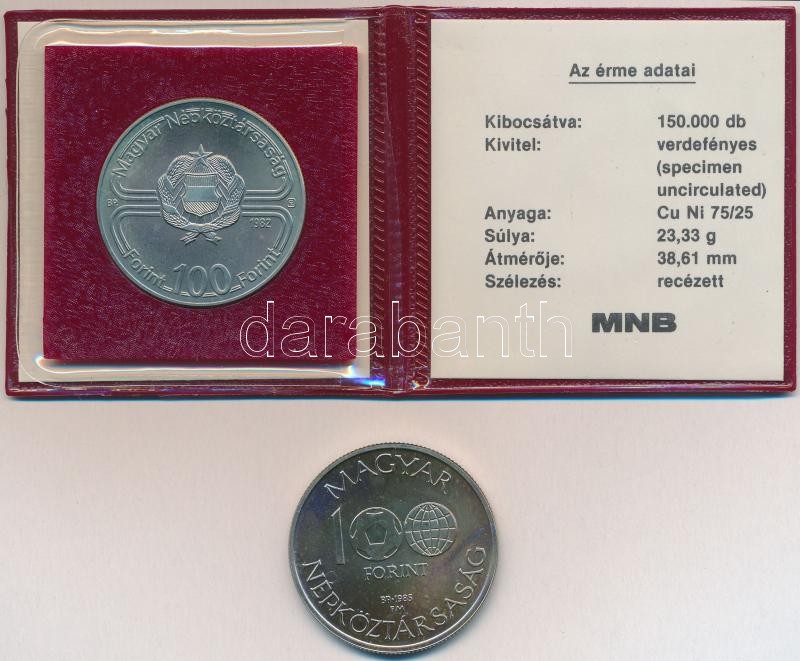 Magyar Népköztársaság
BP.
1982
Forint 100 Forint
Az érme adatai
Kibocsátva: 150.000 db
Kivitel: verdefényes
(specimen
uncirculated)
Anyaga: Cu Ni 75/25
Súlya: 23,33 g
Átmérője: 38,61 mm
Szélezés: recézett
MNB
darabanth
MAGYAR
100
FORINT
BP.1985
NÉPKÖZTÁRSASÁG